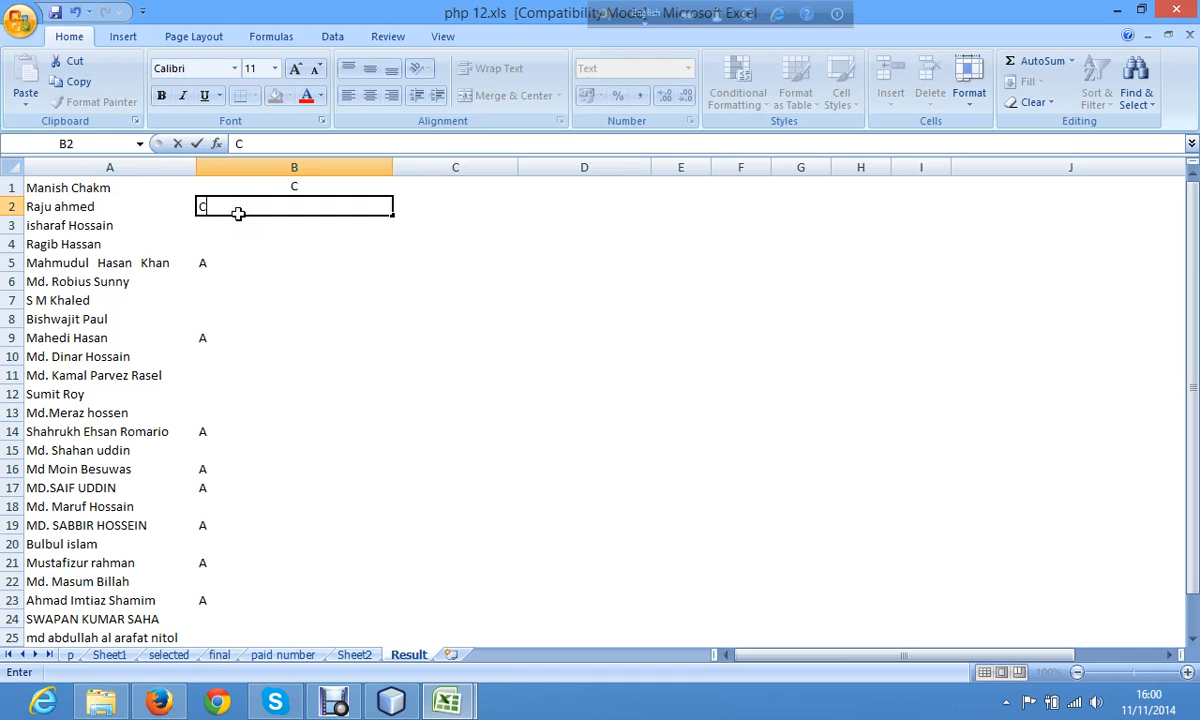 php 12.xls [Compatibility Mode] - Microsoft Excel
Home Insert Page Layout Formulas Data Review View
Cut
Copy
Format Painter
Paste
Calibri 11
B I U
Wrap Text
Merge & Center
Text
Conditional Formatting
Format as Table
Cell Styles
Insert Delete Format
Σ AutoSum
Fill
Clear
Sort & Filter
Find & Select
Clipboard Font Alignment Number Styles Cells Editing
B2 fx C
A B C D E F G H I J
1 Manish Chakm C
2 Raju ahmed C
3 isharaf Hossain
4 Ragib Hassan
5 Mahmudul Hasan Khan A
6 Md. Robius Sunny
7 S M Khaled
8 Bishwajit Paul
9 Mahedi Hasan A
10 Md. Dinar Hossain
11 Md. Kamal Parvez Rasel
12 Sumit Roy
13 Md.Meraz hossen
14 Shahrukh Ehsan Romario A
15 Md. Shahan uddin
16 Md Moin Besuwas A
17 MD.SAIF UDDIN A
18 Md. Maruf Hossain
19 MD. SABBIR HOSSEIN A
20 Bulbul islam
21 Mustafizur rahman A
22 Md. Masum Billah
23 Ahmad Imtiaz Shamim A
24 SWAPAN KUMAR SAHA
25 md abdullah al arafat nitol
p Sheet1 selected final paid number Sheet2 Result
Enter 100%
16:00
11/11/2014